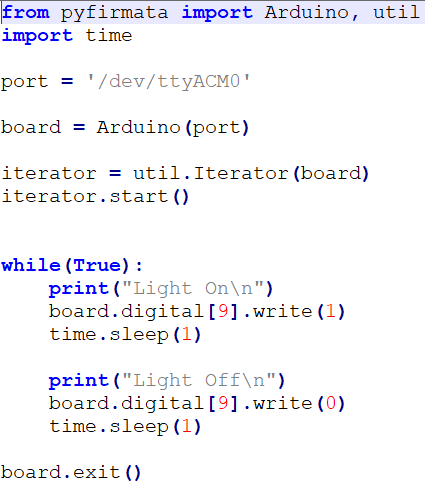 from pyfirmata import Arduino, util
import time
port = '/dev/ttyACM0'
board = Arduino(port)
iterator = util.Iterator(board)
iterator.start()
while(True):
    print("Light On\n")
    board.digital[9].write(1)
    time.sleep(1)
    print("Light Off\n")
    board.digital[9].write(0)
    time.sleep(1)
board.exit()